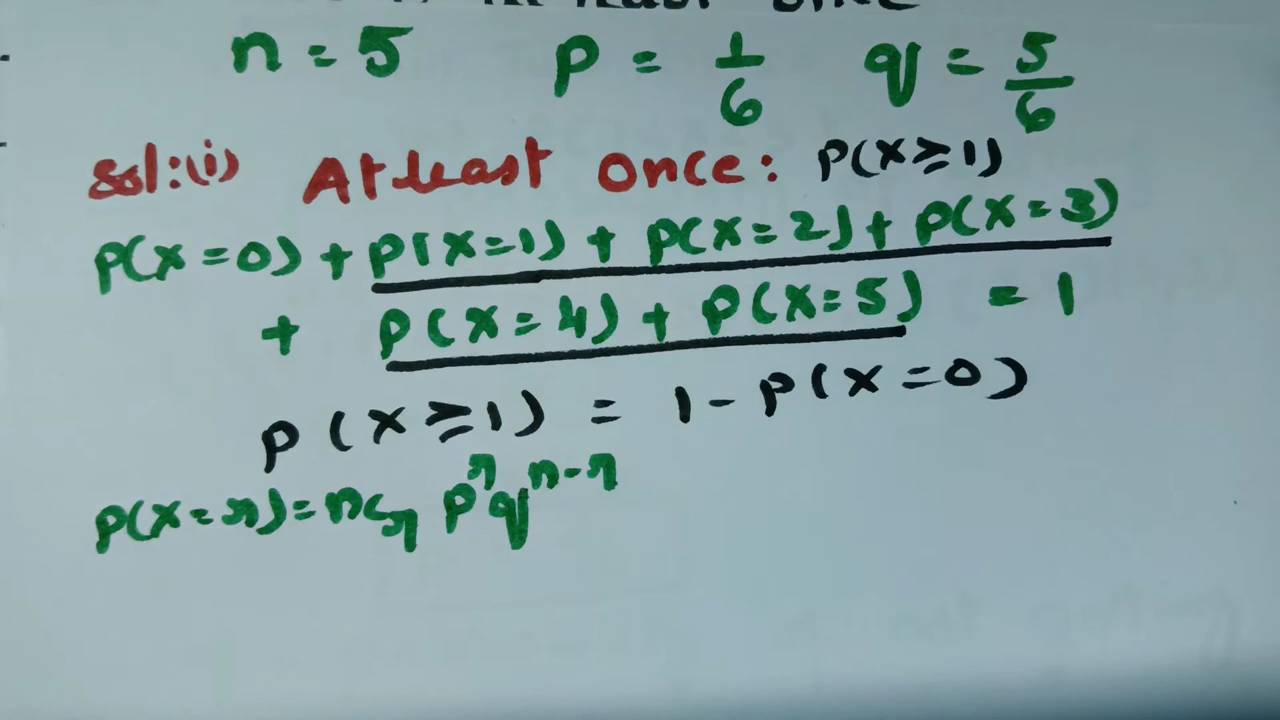 n = 5 p = 1/6 q = 5/6
Sol:(i) Atleast once: P(X≥1)
P(X=0) + P(X=1) + P(X=2) + P(X=3)
+ P(X=4) + P(X=5) = 1
P(X≥1) = 1 - P(X=0)
P(X=r) = nCr p^r q^n-r